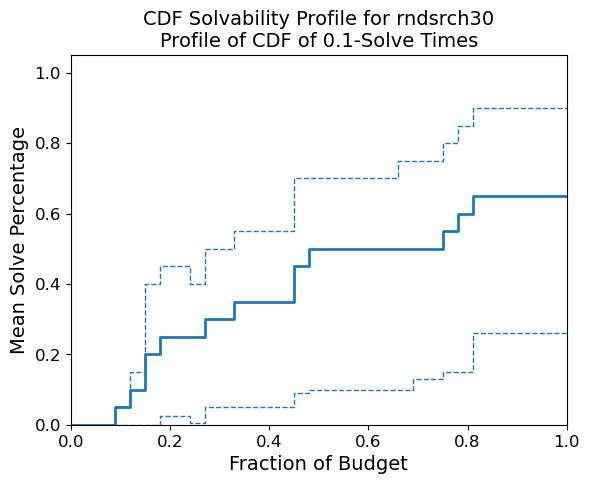 CDF Solvability Profile for rndsrch30
Profile of CDF of 0.1-Solve Times
1.0
0.8
0.6
0.4
0.2
0.0
Mean Solve Percentage
0.0 0.2 0.4 0.6 0.8 1.0
Fraction of Budget